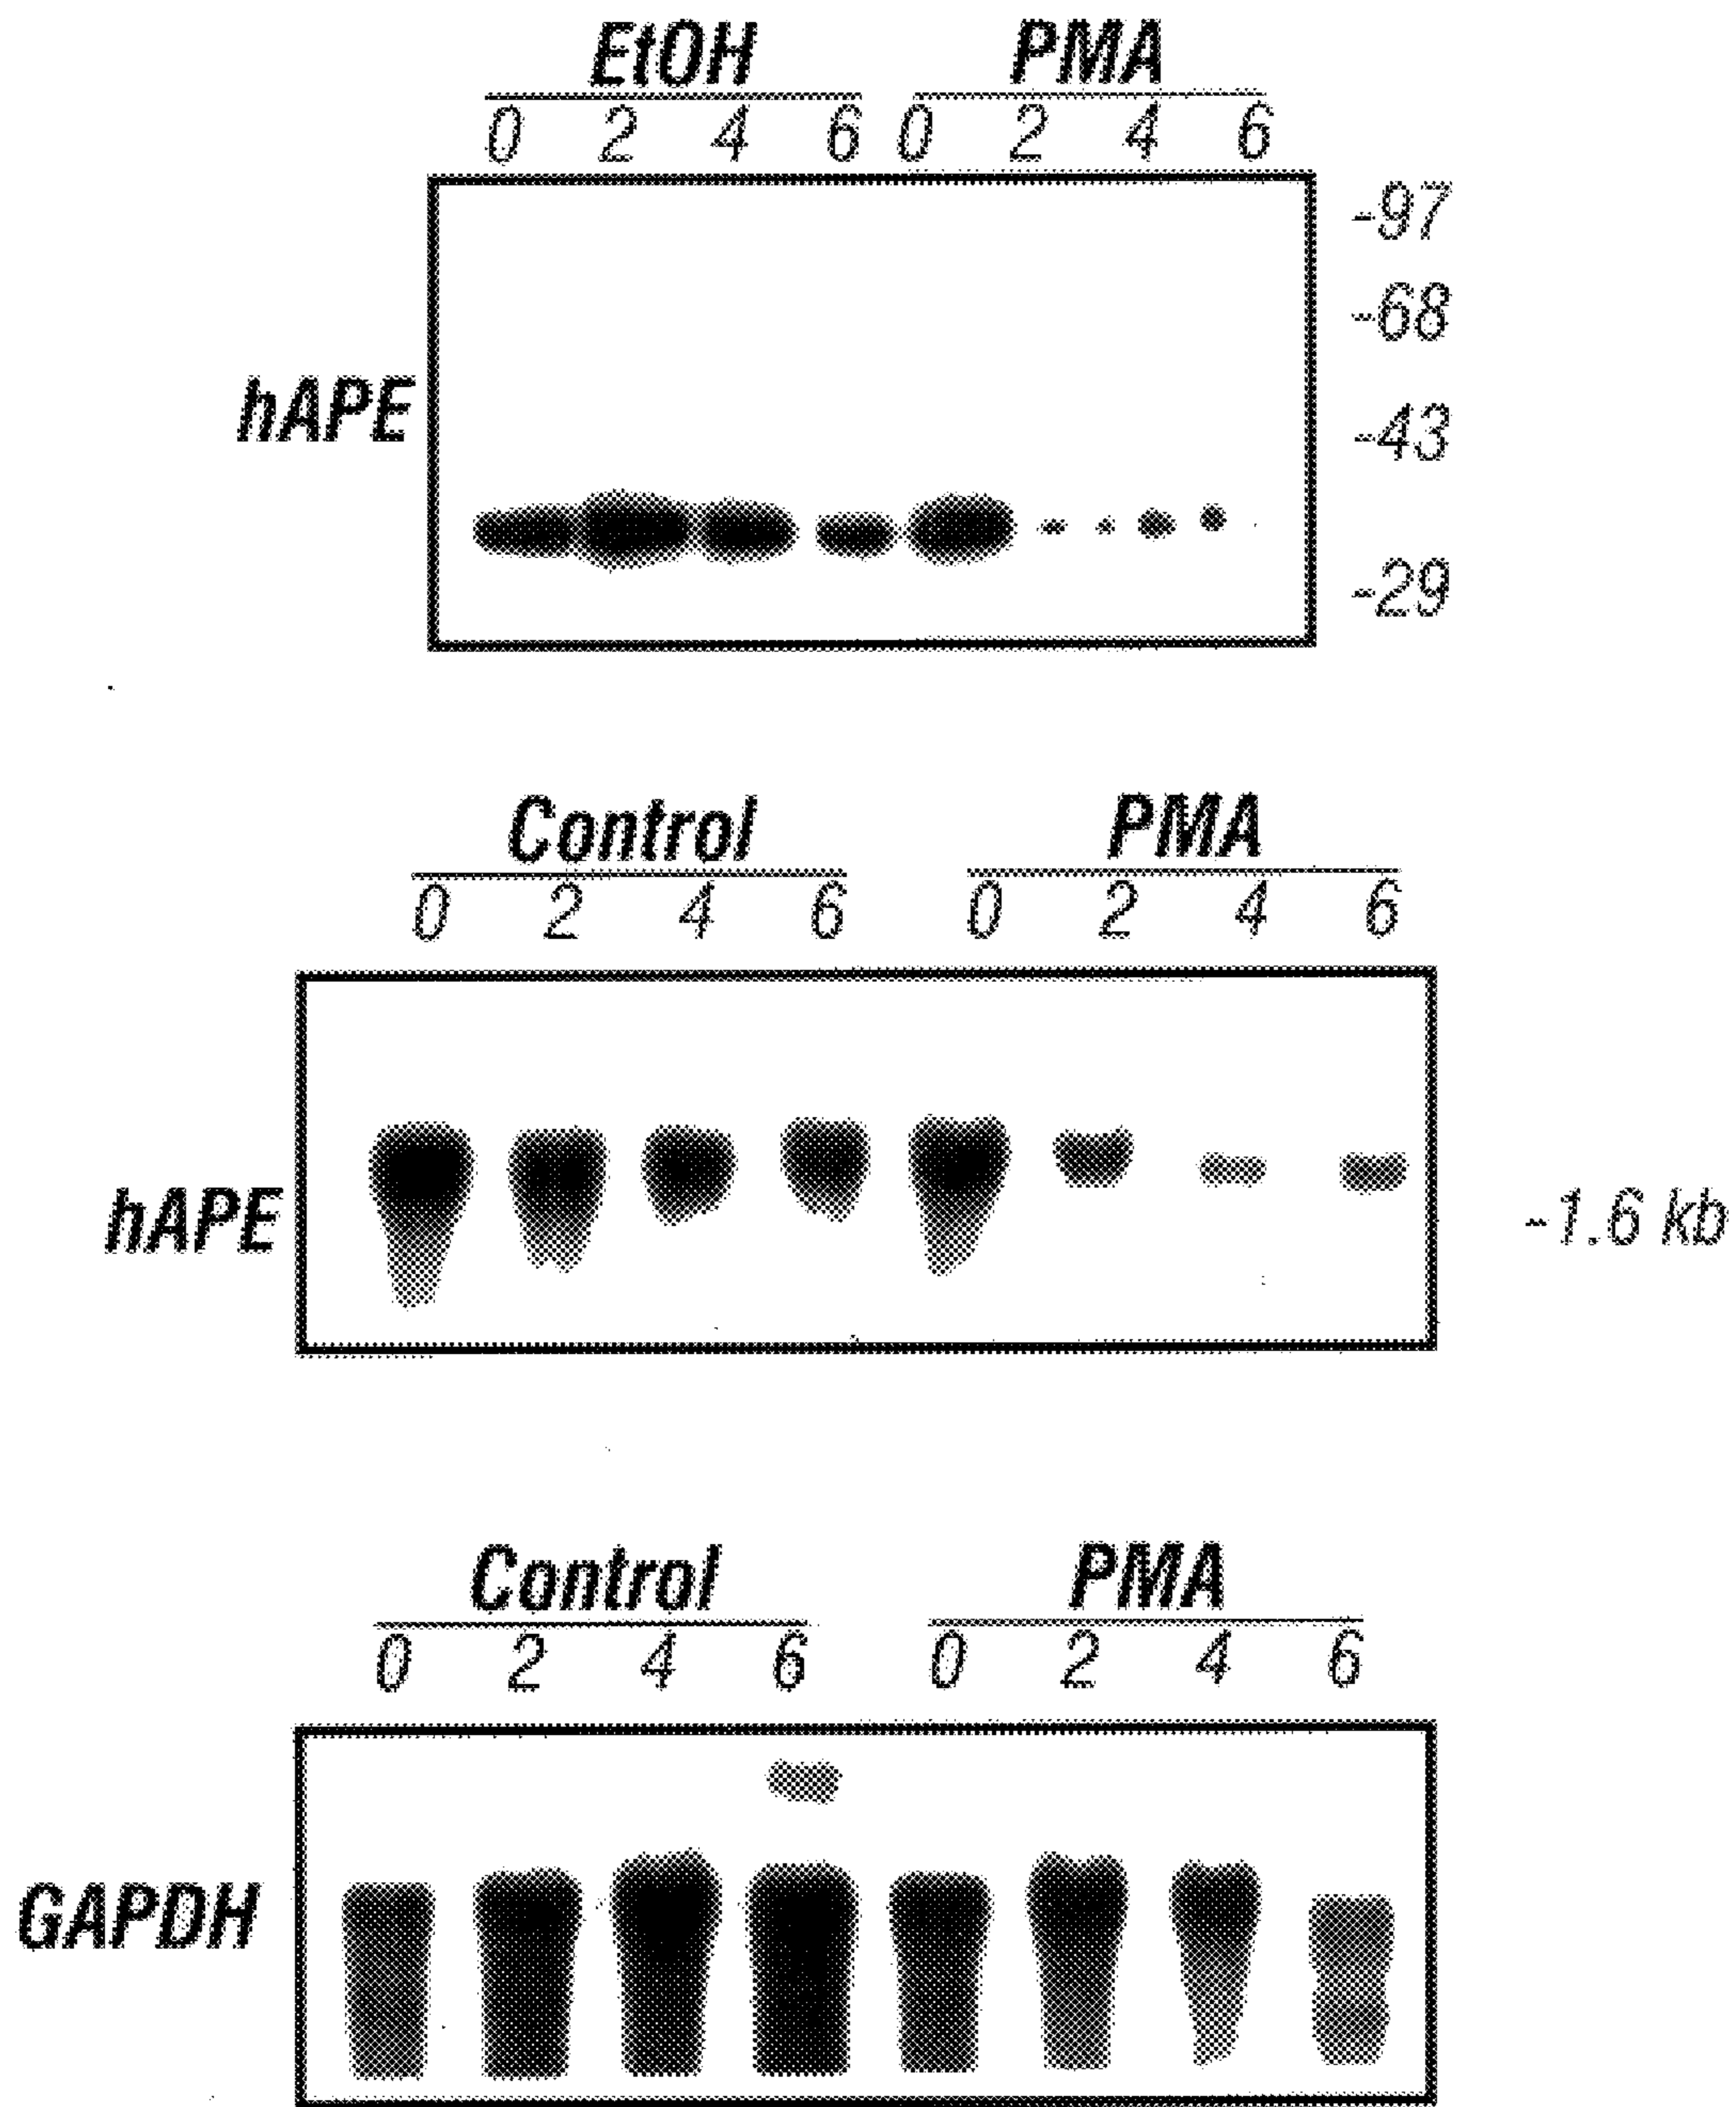 EtOH PMA
0 2 4 6 0 2 4 6
-97
-68
hAPE
-43
-29
Control PMA
0 2 4 6 0 2 4 6
hAPE
-1.6 kb
Control PMA
0 2 4 6 0 2 4 6
GAPDH